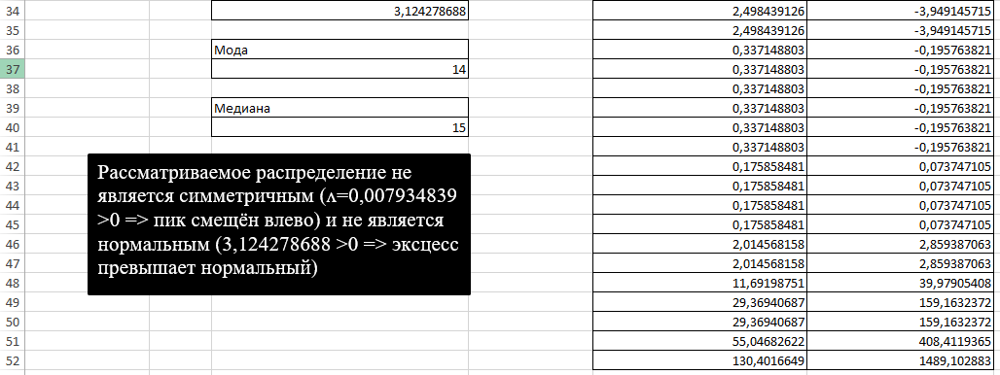 34 3,124278688 2,498439126 -3,949145715
35 2,498439126 -3,949145715
36 Мода 0,337148803 -0,195763821
37 14 0,337148803 -0,195763821
38 0,337148803 -0,195763821
39 Медиана 0,337148803 -0,195763821
40 15 0,337148803 -0,195763821
41 0,337148803 -0,195763821
42 0,175858481 0,073747105
43 0,175858481 0,073747105
44 0,175858481 0,073747105
45 0,175858481 0,073747105
46 2,014568158 2,859387063
47 2,014568158 2,859387063
48 11,69198751 39,97905408
49 29,36940687 159,1632372
50 29,36940687 159,1632372
51 55,04682622 408,4119365
52 130,4016649 1489,102883
Рассматриваемое распределение не
является симметричным (ʌ=0,007934839
>0 => пик смещён влево) и не является
нормальным (3,124278688 >0 => эксцесс
превышает нормальный)